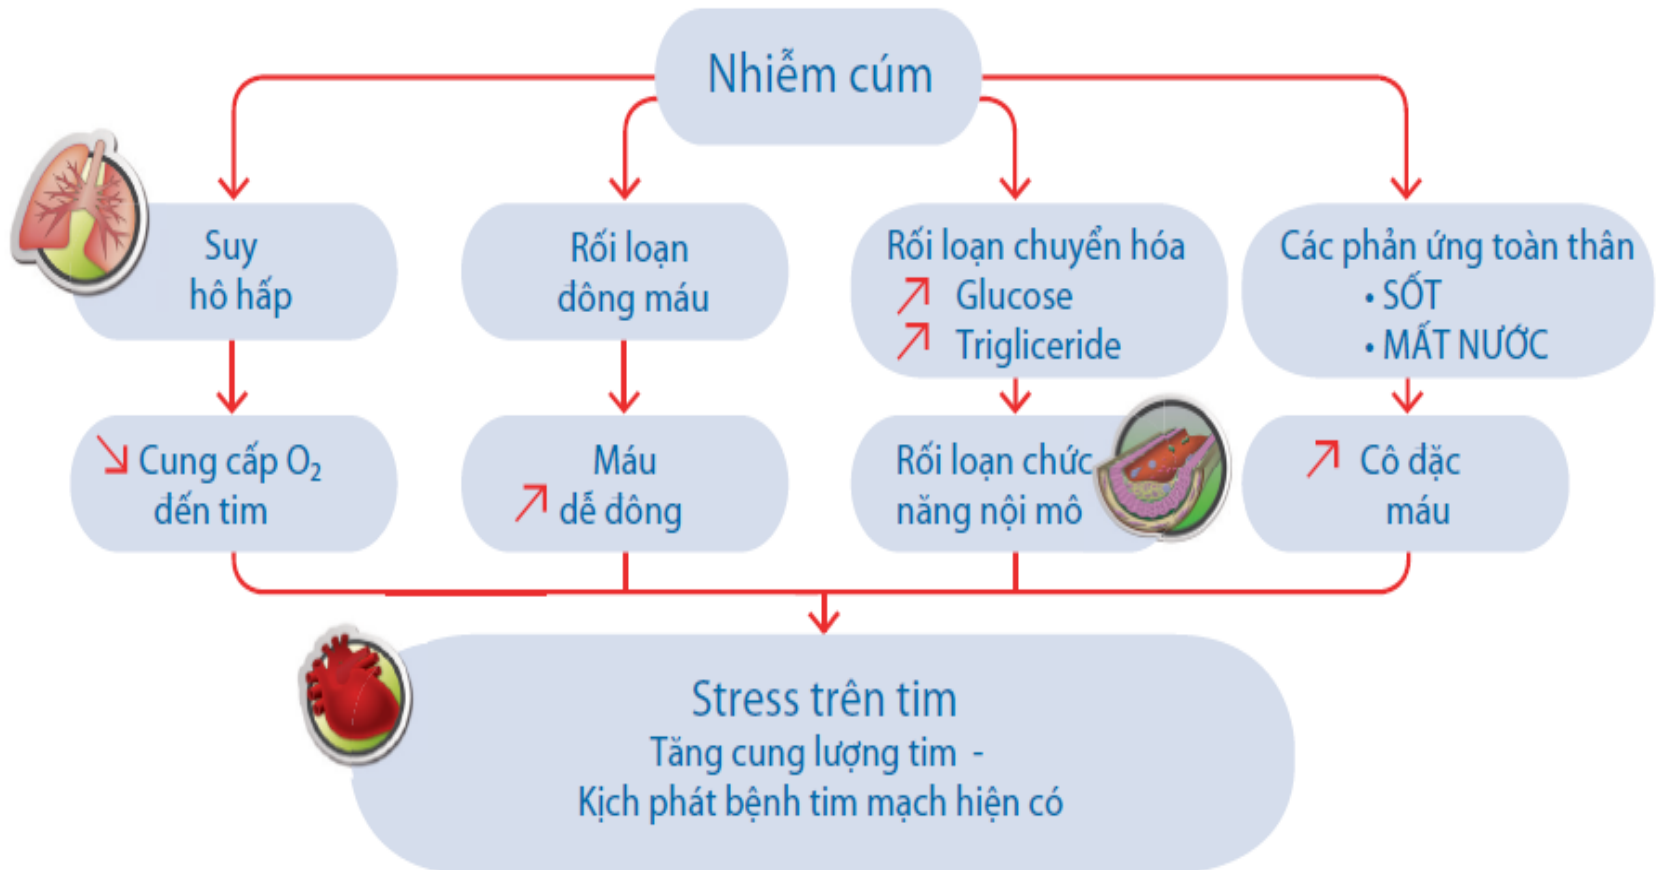 Nhiễm cúm
Suy
hô hấp
Rối loạn
đông máu
Rối loạn chuyển hóa
Glucose
Trigliceride
Các phản ứng toàn thân
• SỐT
• MẤT NƯỚC
Cung cấp O₂
đến tim
Máu
dễ đông
Rối loạn chức
năng nội mô
Cô đặc
máu
Stress trên tim
Tăng cung lượng tim -
Kịch phát bệnh tim mạch hiện có